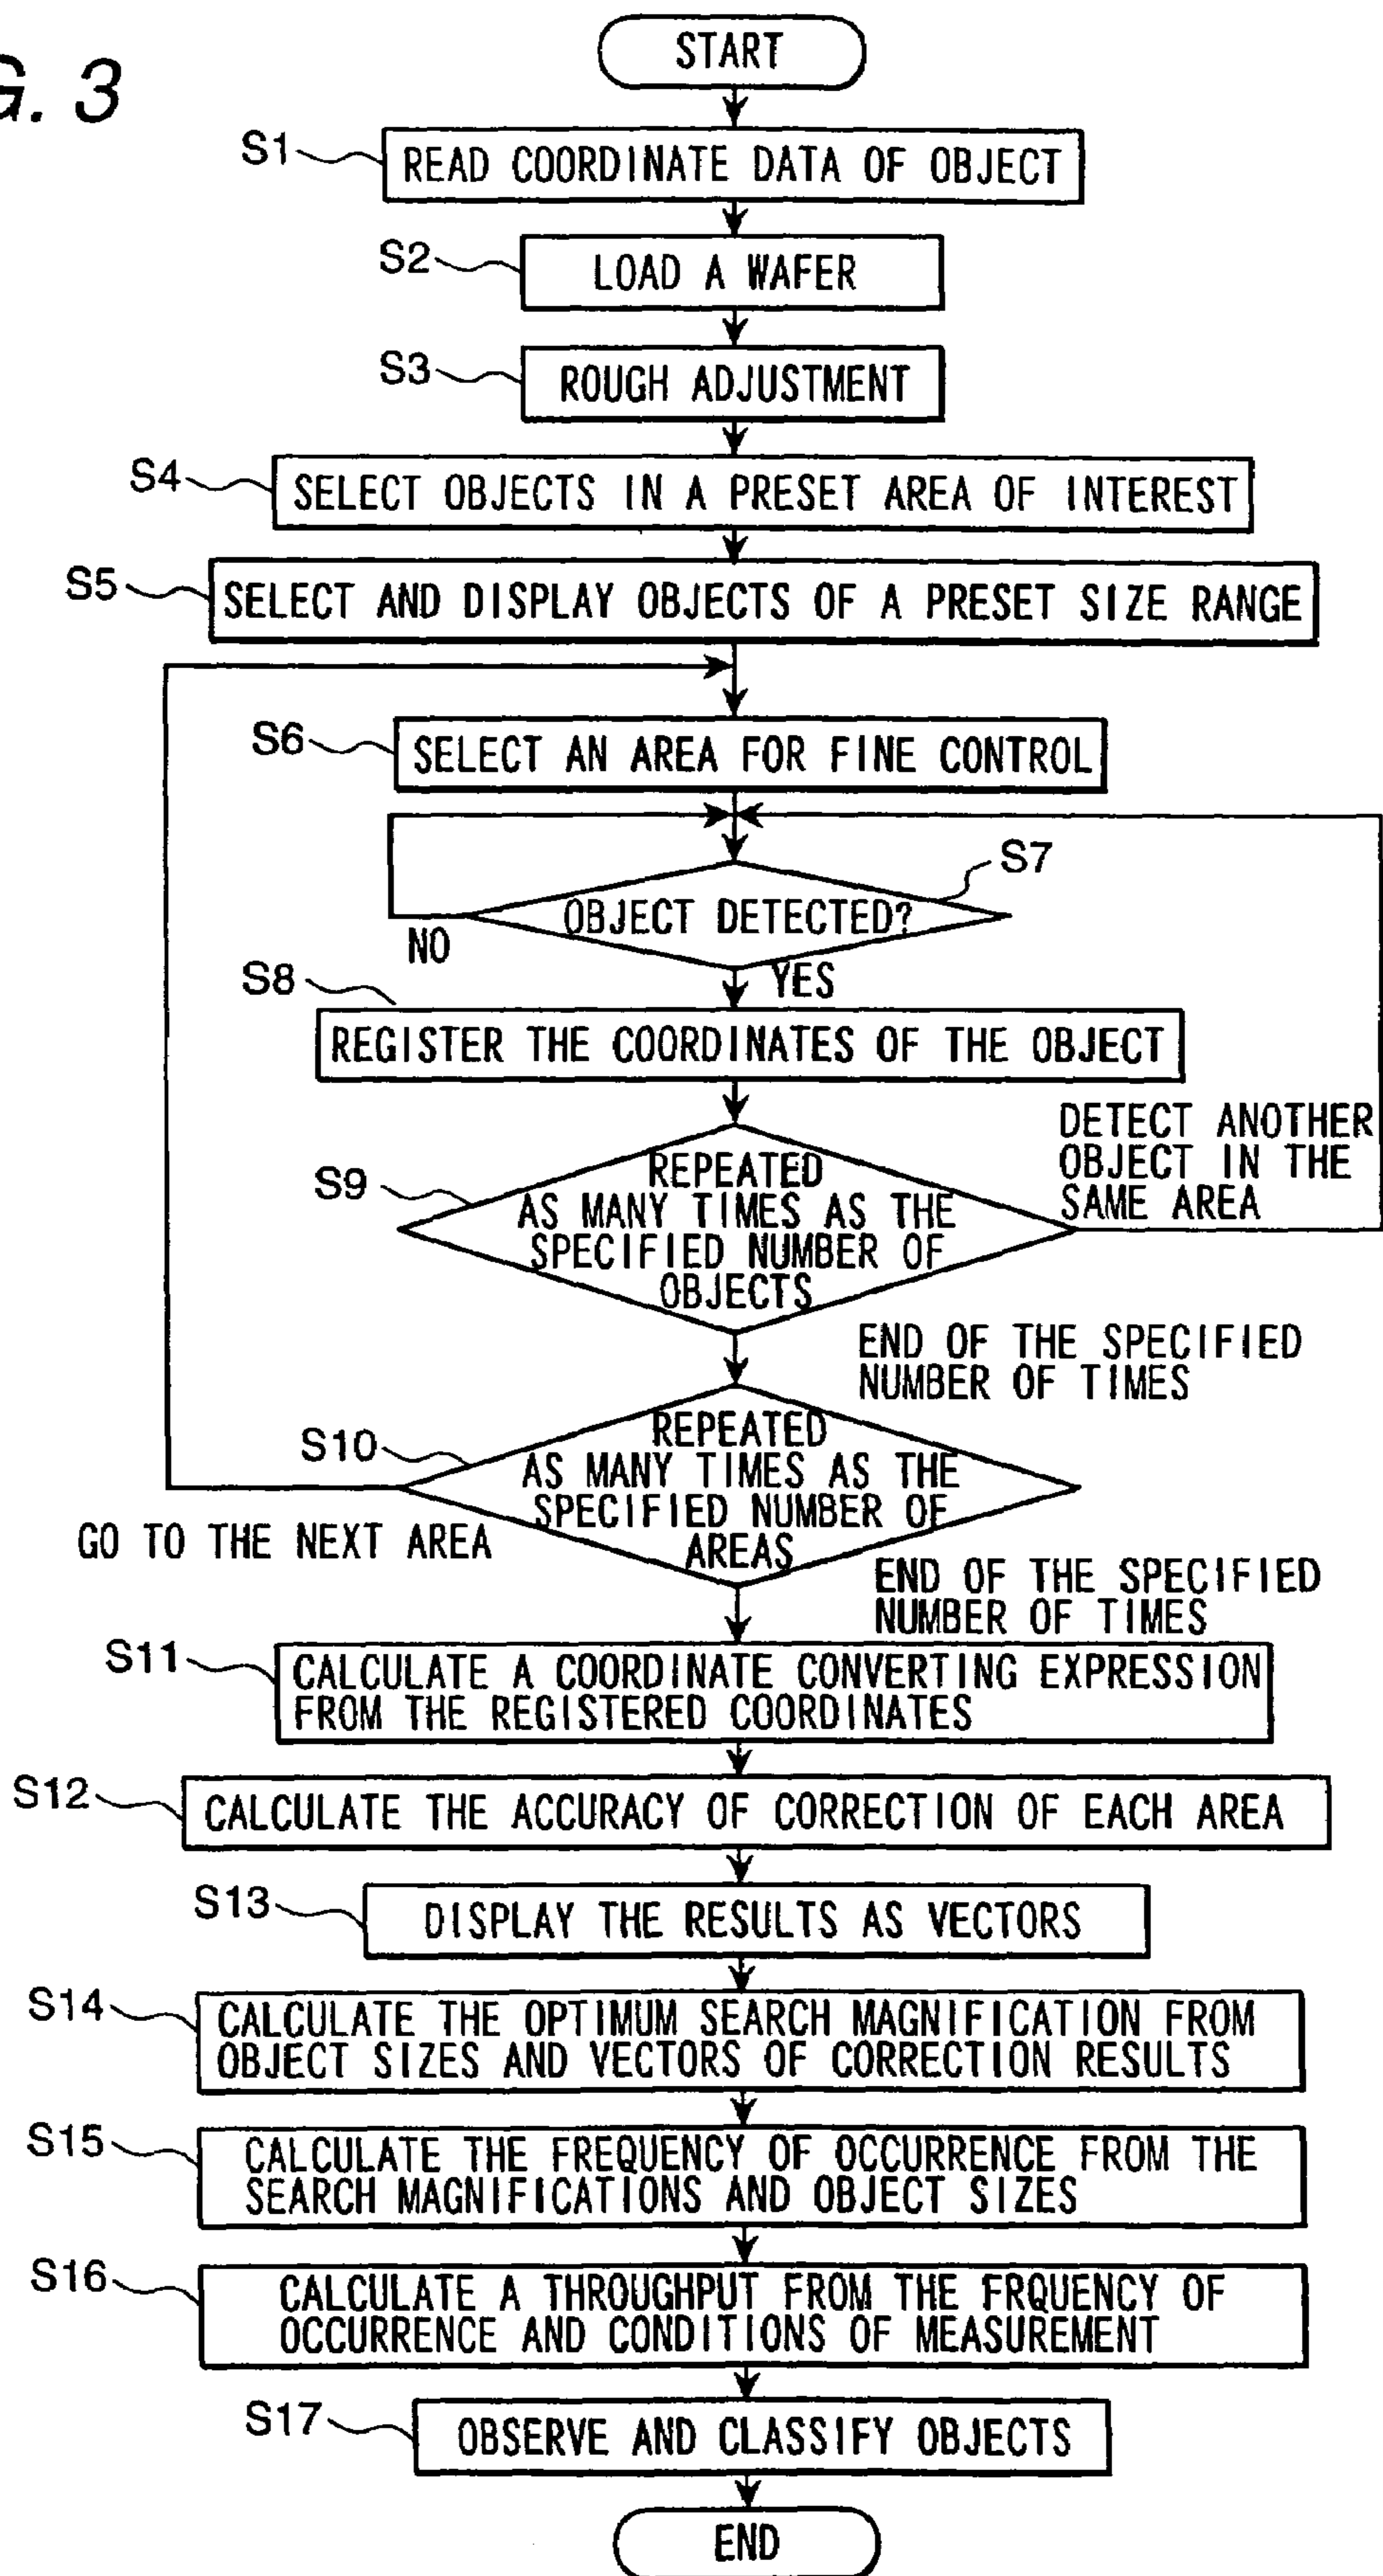 G. 3
START
S1
READ COORDINATE DATA OF OBJECT
S2
LOAD A WAFER
S3
ROUGH ADJUSTMENT
S4
SELECT OBJECTS IN A PRESET AREA OF INTEREST
S5
SELECT AND DISPLAY OBJECTS OF A PRESET SIZE RANGE
S6
SELECT AN AREA FOR FINE CONTROL
S7
OBJECT DETECTED?
NO
YES
S8
REGISTER THE COORDINATES OF THE OBJECT
DETECT ANOTHER
OBJECT IN THE
SAME AREA
S9
REPEATED
AS MANY TIMES AS THE
SPECIFIED NUMBER OF
OBJECTS
END OF THE SPECIFIED
NUMBER OF TIMES
S10
REPEATED
AS MANY TIMES AS THE
SPECIFIED NUMBER OF
AREAS
GO TO THE NEXT AREA
END OF THE SPECIFIED
NUMBER OF TIMES
S11
CALCULATE A COORDINATE CONVERTING EXPRESSION
FROM THE REGISTERED COORDINATES
S12
CALCULATE THE ACCURACY OF CORRECTION OF EACH AREA
S13
DISPLAY THE RESULTS AS VECTORS
S14
CALCULATE THE OPTIMUM SEARCH MAGNIFICATION FROM
OBJECT SIZES AND VECTORS OF CORRECTION RESULTS
S15
CALCULATE THE FREQUENCY OF OCCURRENCE FROM THE
SEARCH MAGNIFICATIONS AND OBJECT SIZES
S16
CALCULATE A THROUGHPUT FROM THE FRQUENCY OF
OCCURRENCE AND CONDITIONS OF MEASUREMENT
S17
OBSERVE AND CLASSIFY OBJECTS
END